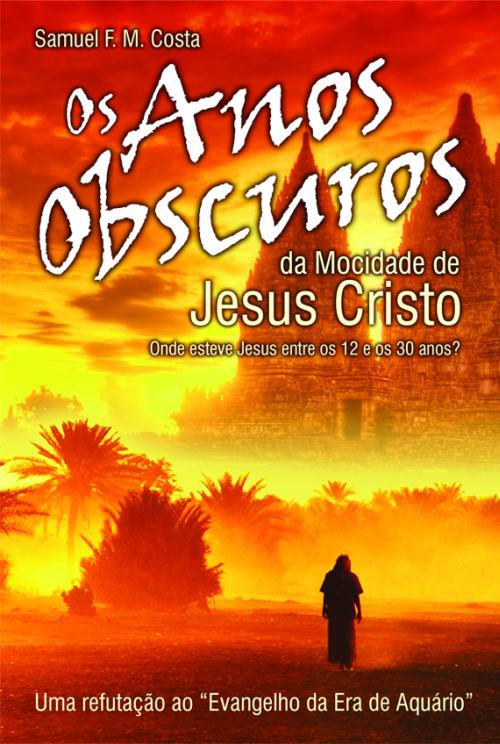 Samuel F. M. Costa
Os Anos
Obscuros
da Mocidade de
Jesus Cristo
Onde esteve Jesus entre os 12 e os 30 anos?
Uma refutação ao “Evangelho da Era de Aquário”